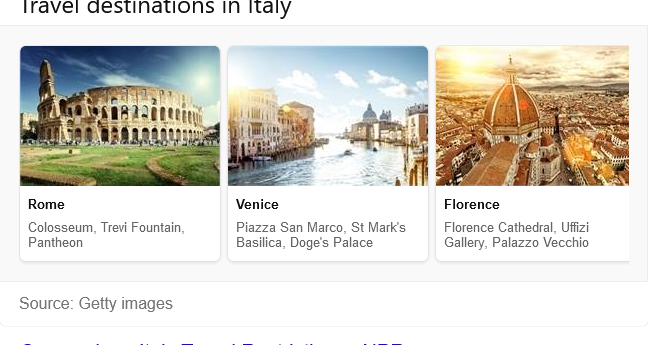 Travel destinations in Italy
Rome
Colosseum, Trevi Fountain,
Pantheon
Venice
Piazza San Marco, St Mark's
Basilica, Doge's Palace
Florence
Florence Cathedral, Uffizi
Gallery, Palazzo Vecchio
Source: Getty images